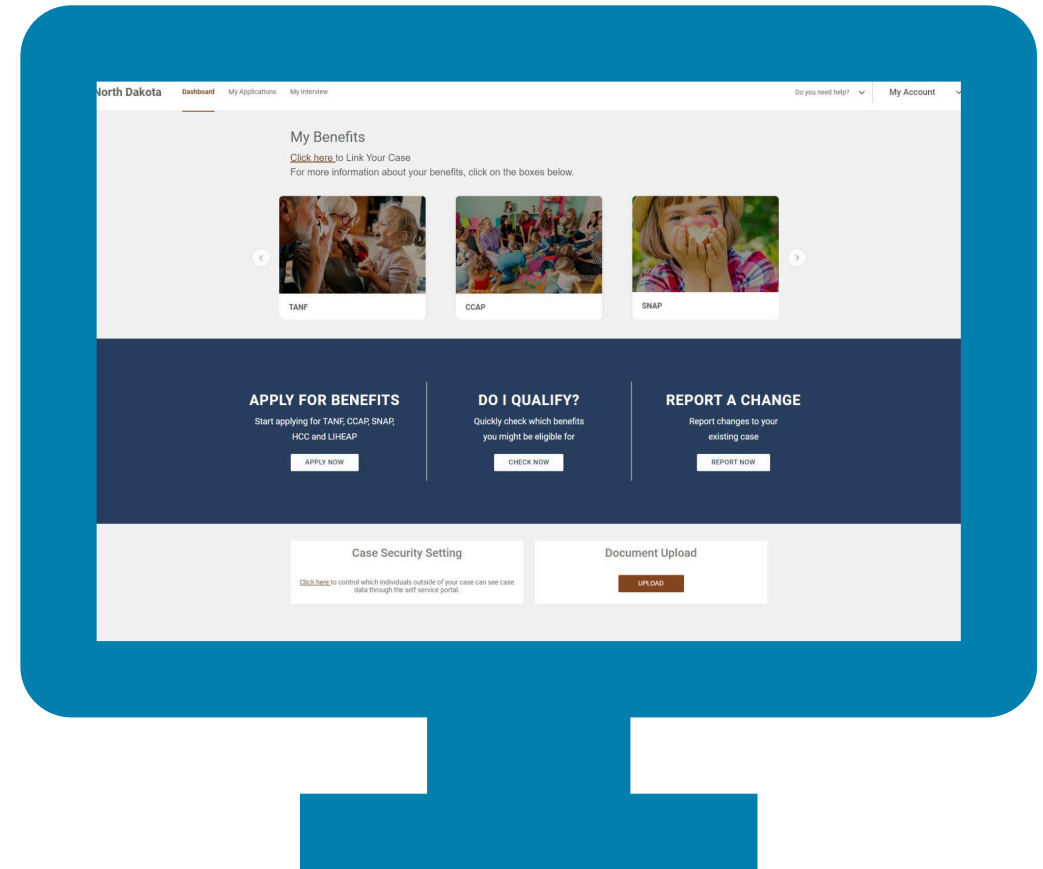 North Dakota Dashboard My Applications My Interview Do you need help? My Account
My Benefits
Click here to Link Your Case
For more information about your benefits, click on the boxes below.
TANF CCAP SNAP
APPLY FOR BENEFITS
Start applying for TANF, CCAP, SNAP,
HCC and LIHEAP
APPLY NOW
DO I QUALIFY?
Quickly check which benefits
you might be eligible for
CHECK NOW
REPORT A CHANGE
Report changes to your
existing case
REPORT NOW
Case Security Setting
Click here to control which individuals outside of your case can see case
data through the self service portal.
Document Upload
UPLOAD